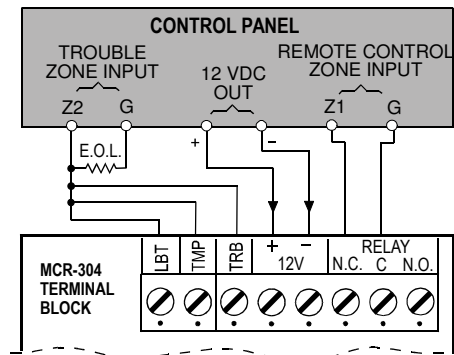 CONTROL PANEL
TROUBLE ZONE INPUT
12 VDC OUT
REMOTE CONTROL ZONE INPUT
Z2 G
Z1 G
E.O.L.
+ –
MCR-304 TERMINAL BLOCK
LBT TMP TRB
+ –
12V
RELAY
N.C. C N.O.